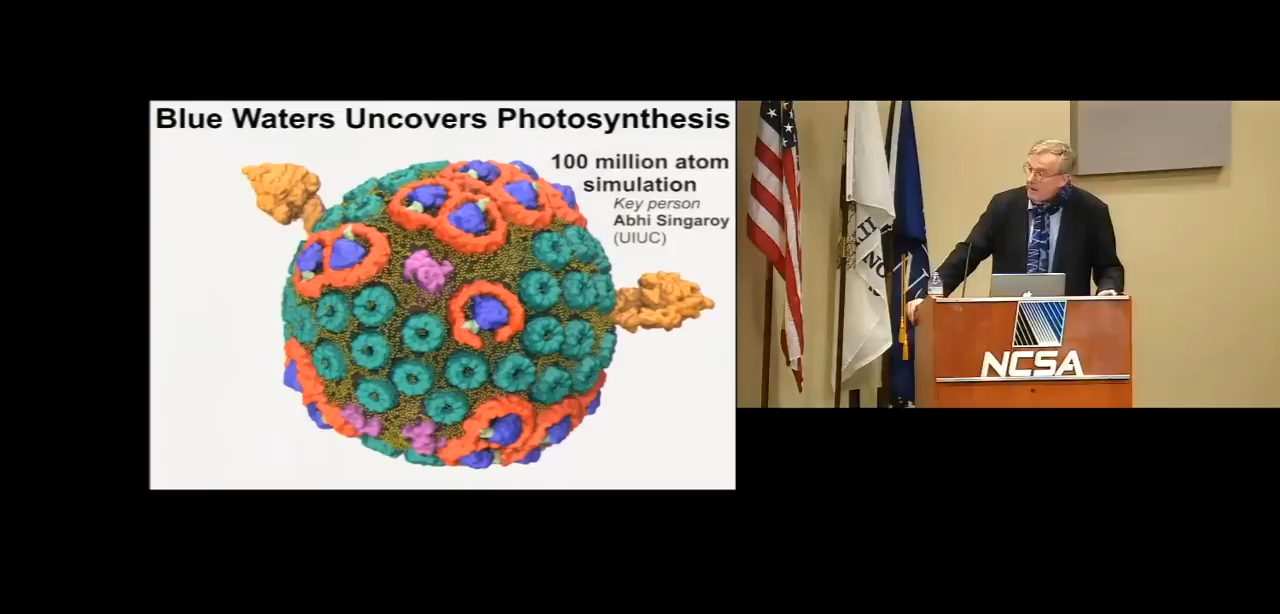 Blue Waters Uncovers Photosynthesis
100 million atom
simulation
Key person
Abhi Singaroy
(UIUC)
NCSA